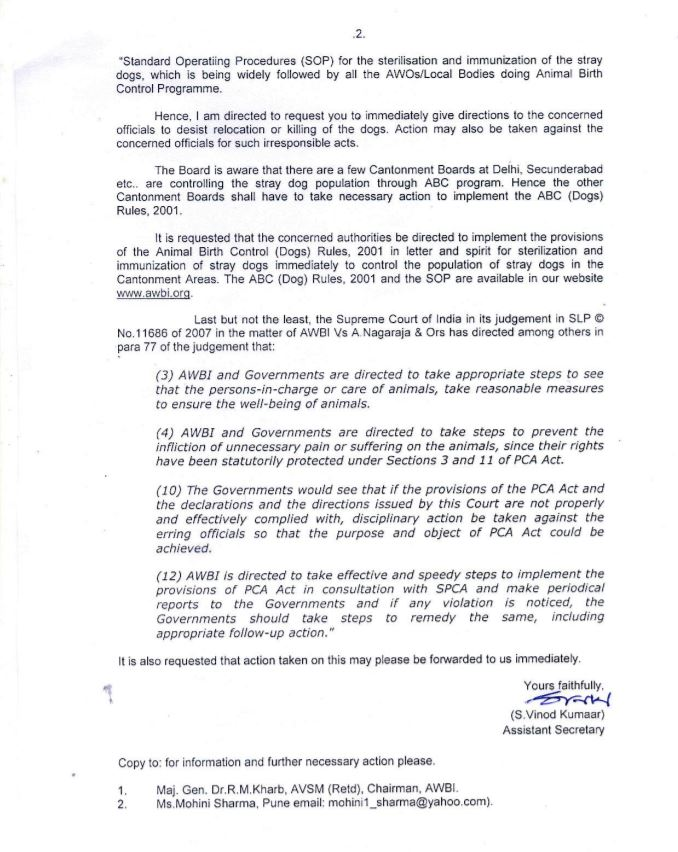 .2.
"Standard Operatiing Procedures (SOP) for the sterilisation and immunization of the stray
dogs, which is being widely followed by all the AWOs/Local Bodies doing Animal Birth
Control Programme.
Hence, I am directed to request you to immediately give directions to the concerned
officials to desist relocation or killing of the dogs. Action may also be taken against the
concerned officials for such irresponsible acts.
The Board is aware that there are a few Cantonment Boards at Delhi, Secunderabad
etc.. are controlling the stray dog population through ABC program. Hence the other
Cantonment Boards shall have to take necessary action to implement the ABC (Dogs)
Rules, 2001.
It is requested that the concerned authorities be directed to implement the provisions
of the Animal Birth Control (Dogs) Rules, 2001 in letter and spirit for sterilization and
immunization of stray dogs immediately to control the population of stray dogs in the
Cantonment Areas. The ABC (Dog) Rules, 2001 and the SOP are available in our website
www.awbi.org.
Last but not the least, the Supreme Court of India in its judgement in SLP ©
No.11686 of 2007 in the matter of AWBI Vs A.Nagaraja & Ors has directed among others in
para 77 of the judgement that:
(3) AWBI and Governments are directed to take appropriate steps to see
that the persons-in-charge or care of animals, take reasonable measures
to ensure the well-being of animals.
(4) AWBI and Governments are directed to take steps to prevent the
infliction of unnecessary pain or suffering on the animals, since their rights
have been statutorily protected under Sections 3 and 11 of PCA Act.
(10) The Governments would see that if the provisions of the PCA Act and
the declarations and the directions issued by this Court are not properly
and effectively complied with, disciplinary action be taken against the
erring officials so that the purpose and object of PCA Act could be
achieved.
(12) AWBI is directed to take effective and speedy steps to implement the
provisions of PCA Act in consultation with SPCA and make periodical
reports to the Governments and if any violation is noticed, the
Governments should take steps to remedy the same, including
appropriate follow-up action."
It is also requested that action taken on this may please be forwarded to us immediately.
Yours faithfully,
(S.Vinod Kumaar)
Assistant Secretary
Copy to: for information and further necessary action please.
1. Maj. Gen. Dr.R.M.Kharb, AVSM (Retd), Chairman, AWBI.
2. Ms.Mohini Sharma, Pune email: mohini1_sharma@yahoo.com).